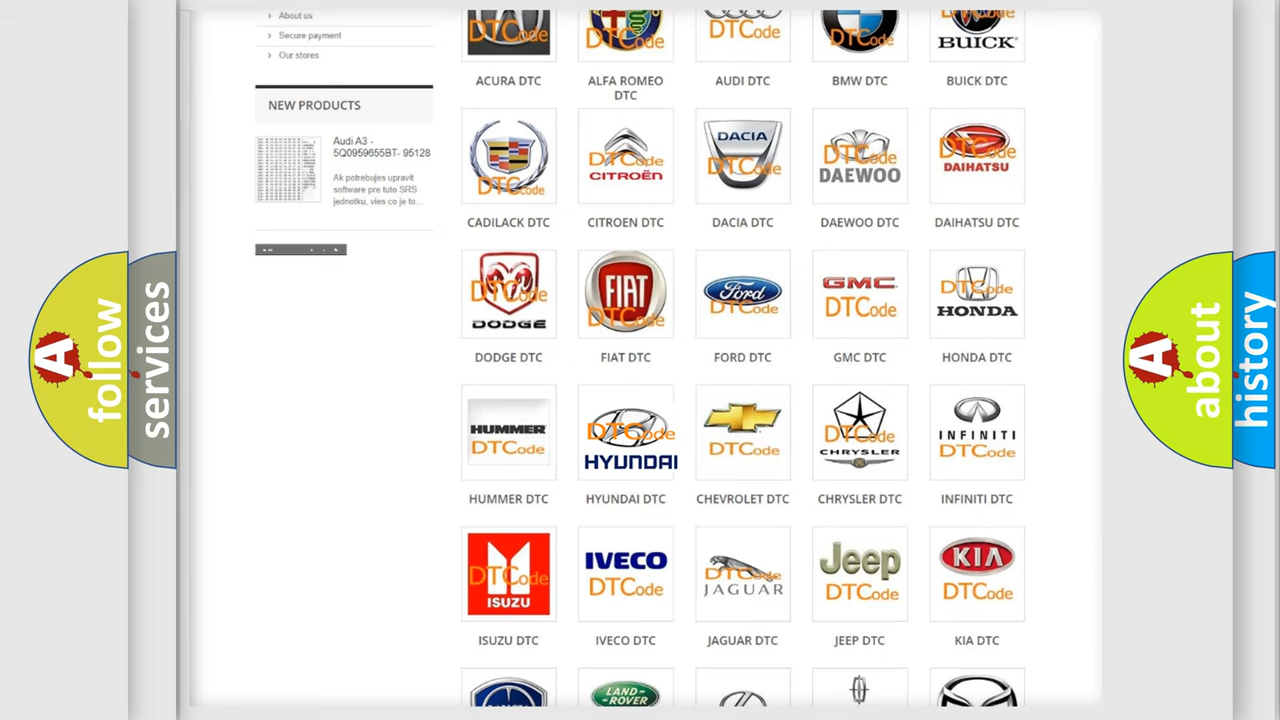 About us
Secure payment
Our stores
NEW PRODUCTS
Audi A3 -
5Q0959655BT- 95128
Ak potrebujes upravit
software pre tuto SRS
jednotku, vies co je to...
DTCode
DTCode
DTCode
DTCode
BUICK
ACURA DTC
ALFA ROMEO
DTC
AUDI DTC
BMW DTC
BUICK DTC
DTCode
DTCode
CITROËN
DACIA
DTCode
DTCode
DAEWOO
DTCode
DAIHATSU
CADILACK DTC
CITROEN DTC
DACIA DTC
DAEWOO DTC
DAIHATSU DTC
DTCode
DODGE
FIAT
DTCode
Ford
DTCode
GMC
DTCode
DTCode
HONDA
DODGE DTC
FIAT DTC
FORD DTC
GMC DTC
HONDA DTC
HUMMER
DTCode
DTCode
HYUNDAI
DTCode
DTCode
CHRYSLER
INFINITI
DTCode
HUMMER DTC
HYUNDAI DTC
CHEVROLET DTC
CHRYSLER DTC
INFINITI DTC
DTCode
ISUZU
IVECO
DTCode
DTCode
JAGUAR
Jeep
DTCode
KIA
DTCode
ISUZU DTC
IVECO DTC
JAGUAR DTC
JEEP DTC
KIA DTC
LAND-
ROVER
A
follow
services
A
about
history